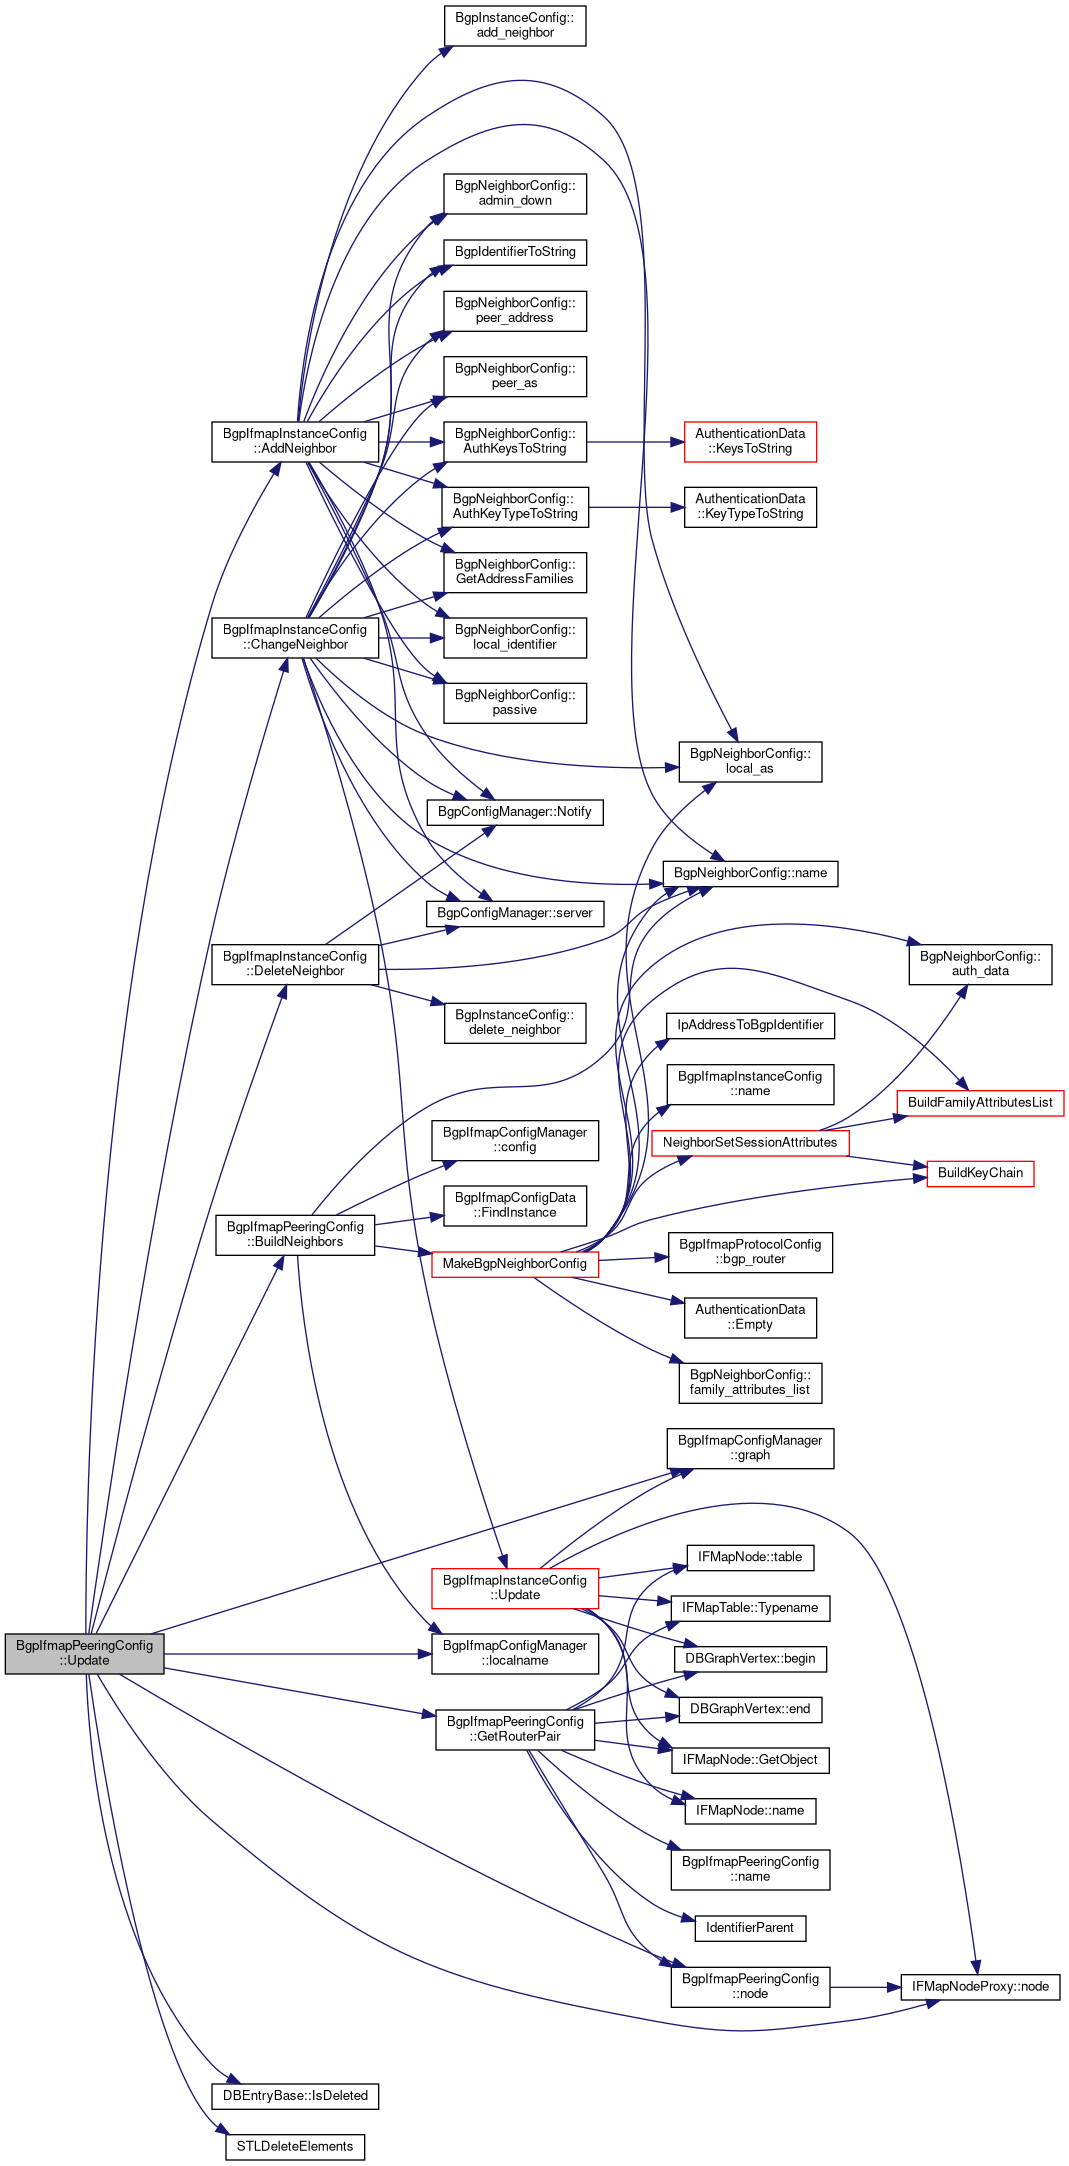 BgpInstanceConfig::
add_neighbor
BgpNeighborConfig::
admin_down
BgpIdentifierToString
BgpNeighborConfig::
peer_address
BgpNeighborConfig::
peer_as
BgpIfmapInstanceConfig
::AddNeighbor
BgpNeighborConfig::
AuthKeysToString
AuthenticationData
::KeysToString
BgpNeighborConfig::
AuthKeyTypeToString
AuthenticationData
::KeyTypeToString
BgpNeighborConfig::
GetAddressFamilies
BgpIfmapInstanceConfig
::ChangeNeighbor
BgpNeighborConfig::
local_identifier
BgpNeighborConfig::
passive
BgpNeighborConfig::
local_as
BgpConfigManager::Notify
BgpNeighborConfig::name
BgpConfigManager::server
BgpIfmapInstanceConfig
::DeleteNeighbor
BgpNeighborConfig::
auth_data
BgpInstanceConfig::
delete_neighbor
IpAddressToBgpIdentifier
BgpIfmapInstanceConfig
::name
BuildFamilyAttributesList
BgpIfmapConfigManager
::config
NeighborSetSessionAttributes
BuildKeyChain
BgpIfmapConfigData
::FindInstance
BgpIfmapPeeringConfig
::BuildNeighbors
MakeBgpNeighborConfig
BgpIfmapProtocolConfig
::bgp_router
AuthenticationData
::Empty
BgpNeighborConfig::
family_attributes_list
BgpIfmapConfigManager
::graph
IFMapNode::table
BgpIfmapInstanceConfig
::Update
IFMapTable::Typename
BgpIfmapPeeringConfig
::Update
BgpIfmapConfigManager
::localname
DBGraphVertex::begin
DBGraphVertex::end
BgpIfmapPeeringConfig
::GetRouterPair
IFMapNode::GetObject
IFMapNode::name
BgpIfmapPeeringConfig
::name
IdentifierParent
BgpIfmapPeeringConfig
::node
IFMapNodeProxy::node
DBEntryBase::IsDeleted
STLDeleteElements